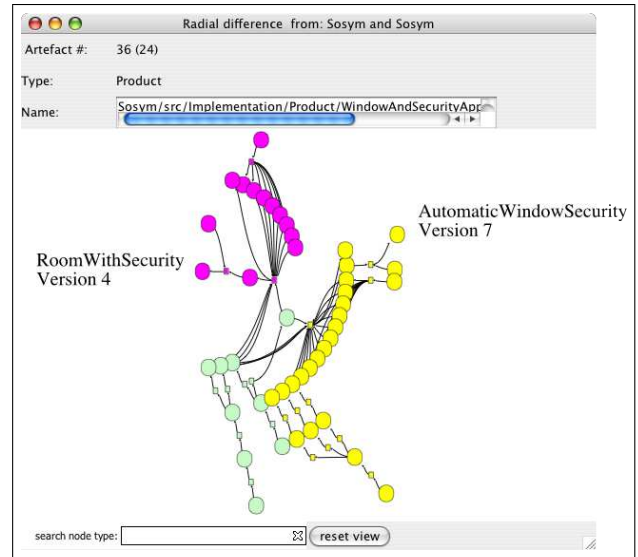 Radial difference from: Sosym and Sosym
Artefact #: 36 (24)
Type: Product
Name: Sosym/src/Implementation/Product/WindowAndSecurityApp
AutomaticWindowSecurity
Version 7
RoomWithSecurity
Version 4
search node type: reset view